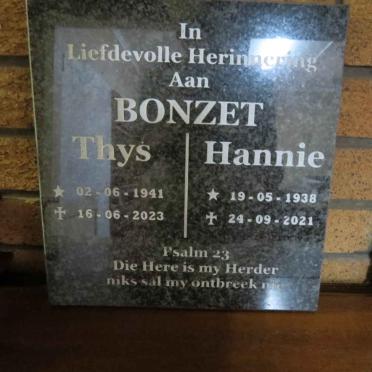 In
Liefdevolle Herinnering
Aan
BONZET
Thys
02-06-1941
16-06-2023
Hannie
19-05-1938
24-09-2021
Psalm 23
Die Here is my Herder
niks sal my ontbreek nie